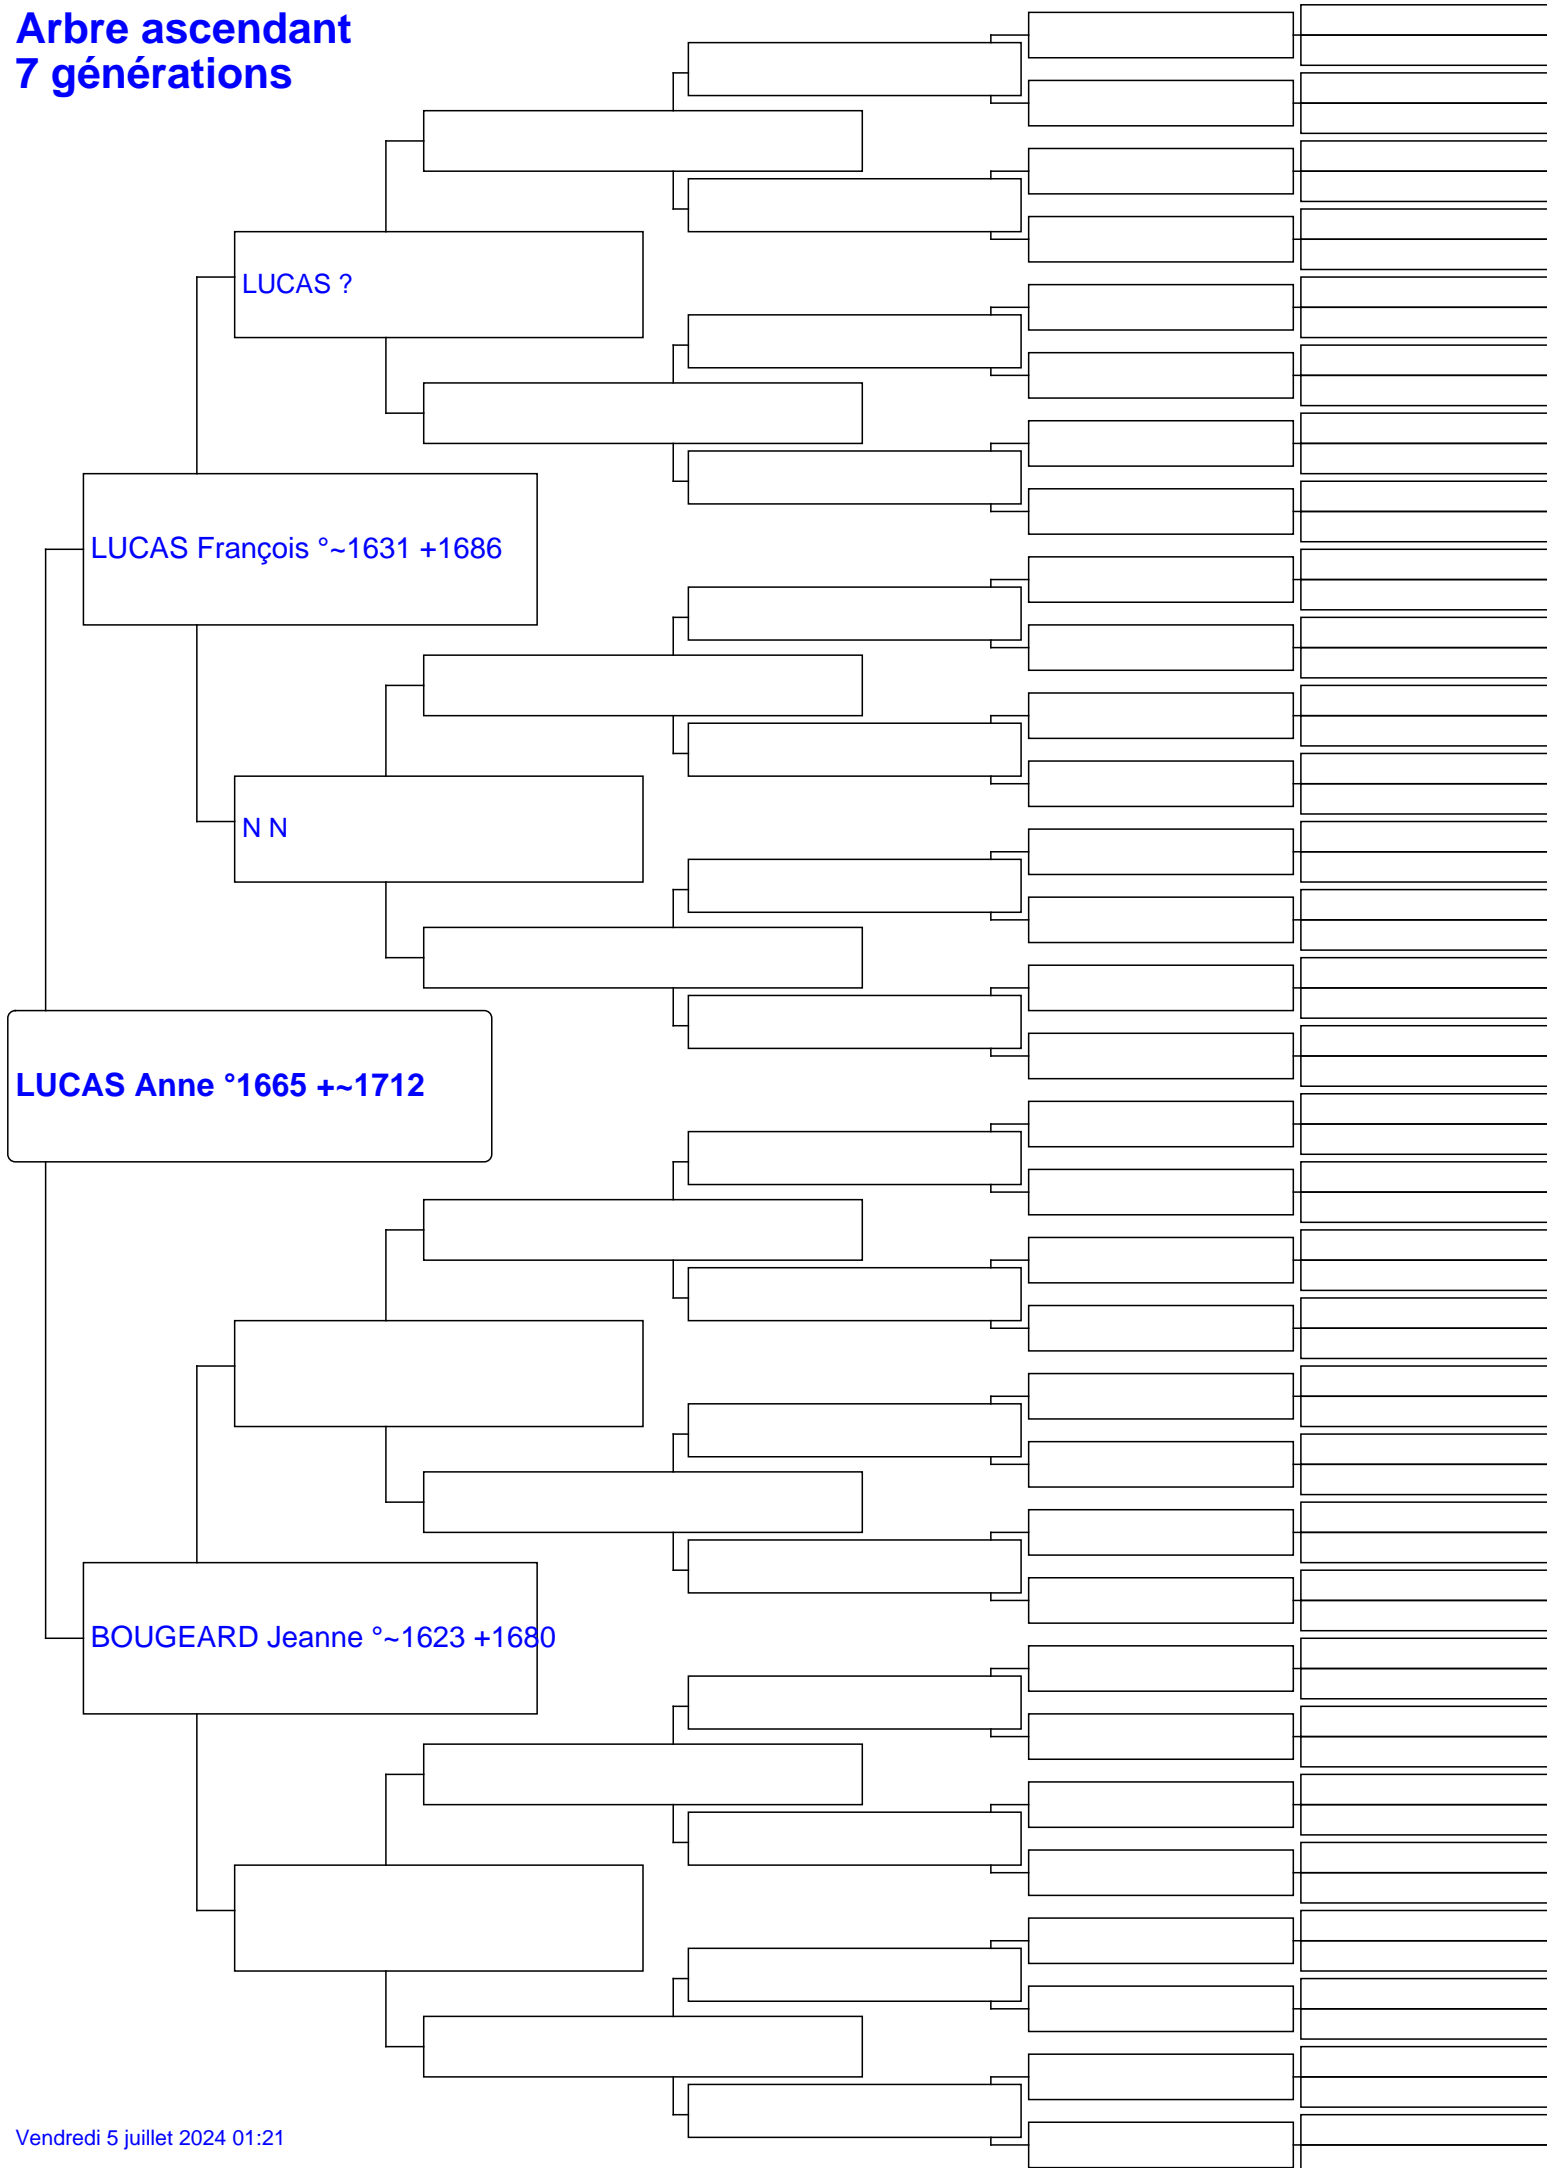 Arbre ascendant
7 générations
LUCAS ?
LUCAS François °~1631 +1686
N N
LUCAS Anne °1665 +~1712
BOUGEARD Jeanne °~1623 +1680
Vendredi 5 juillet 2024 01:21